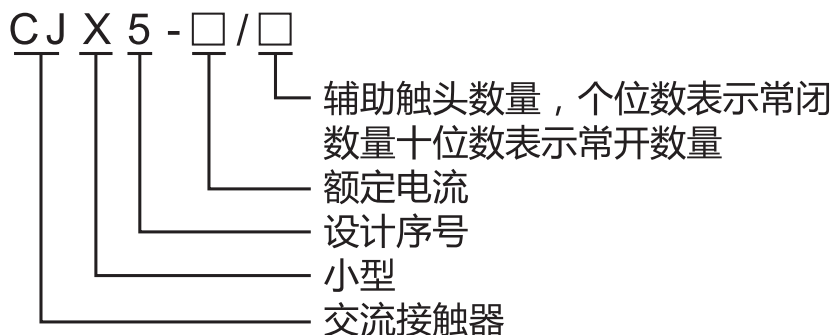 CJX5-□/□
辅助触头数量，个位数表示常闭
数量十位数表示常开数量
额定电流
设计序号
小型
交流接触器